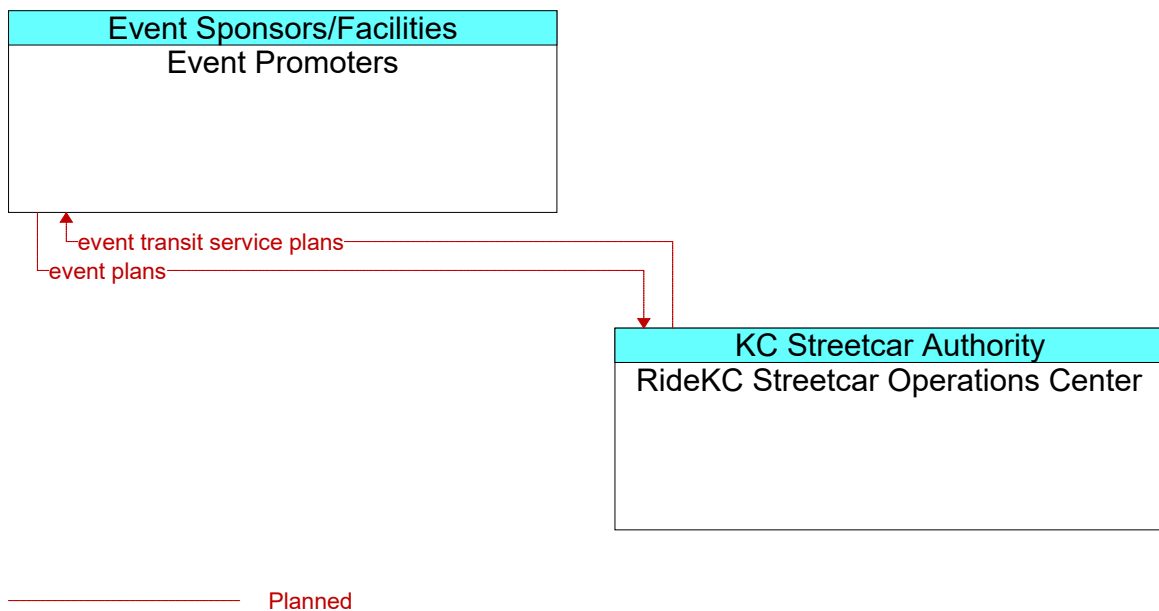 Event Sponsors/Facilities
Event Promoters
event transit service plans
event plans
KC Streetcar Authority
RideKC Streetcar Operations Center
Planned